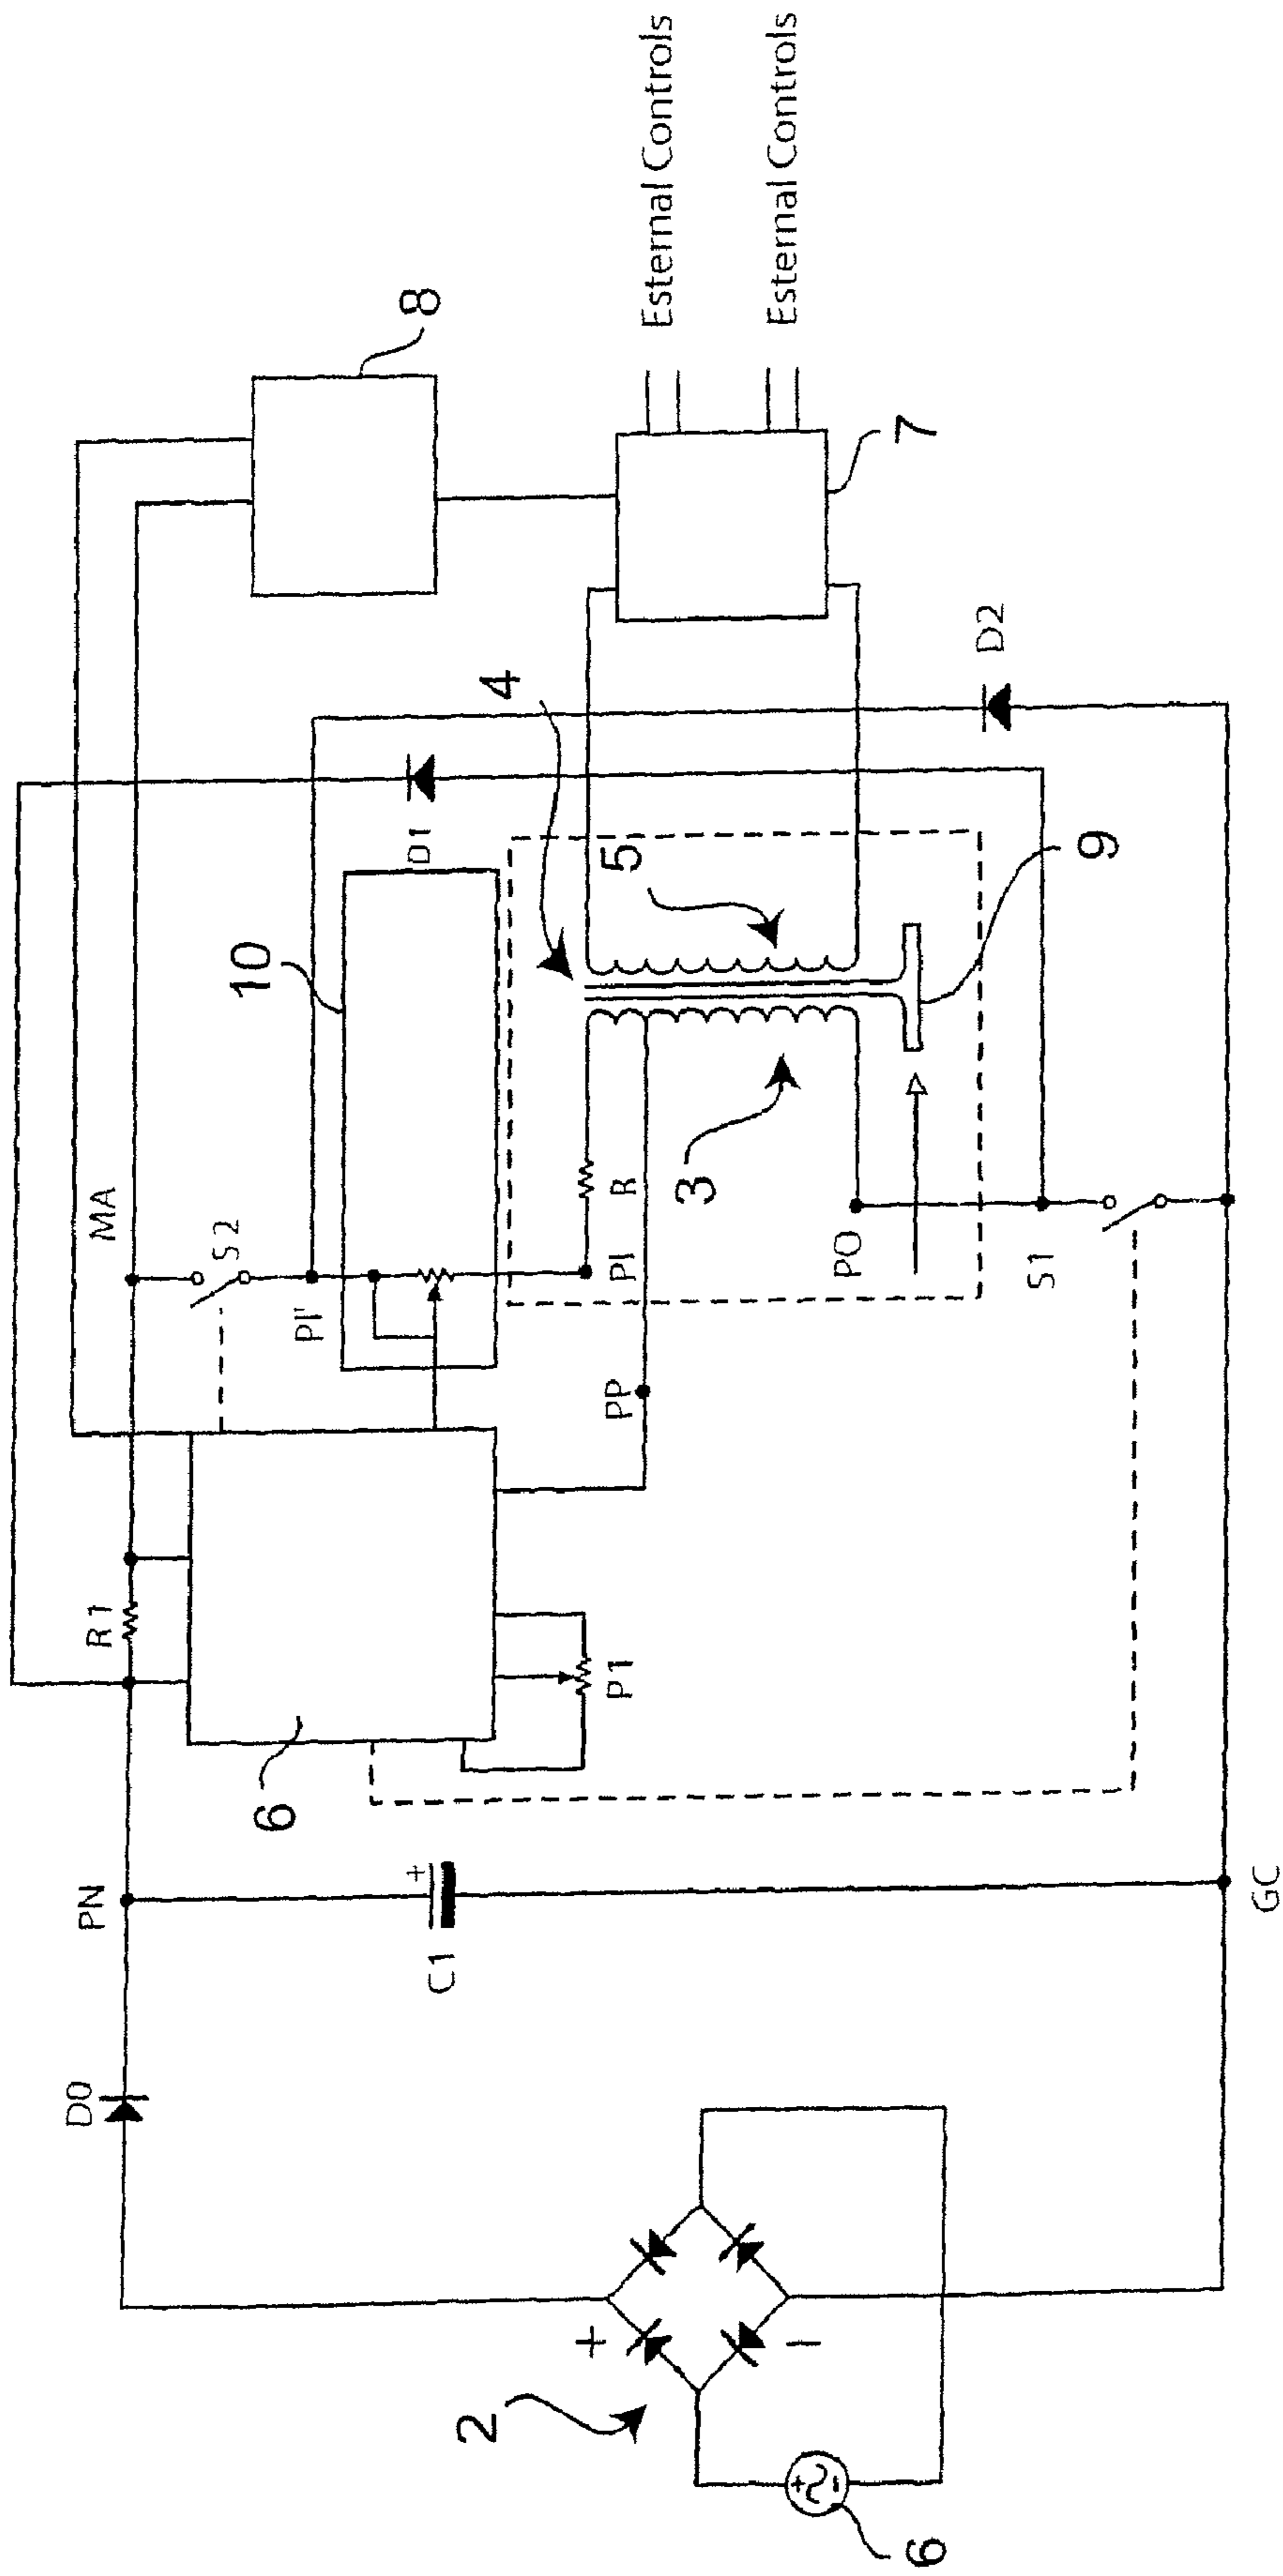 8
Esternal Controls
Esternal Controls
7
4
D2
D1
5
9
10
MA
S2
PI'
R
PI
3
PO
S1
PP
R1
P1
6
PN
+
C1
GC
D0
+
−
2
6